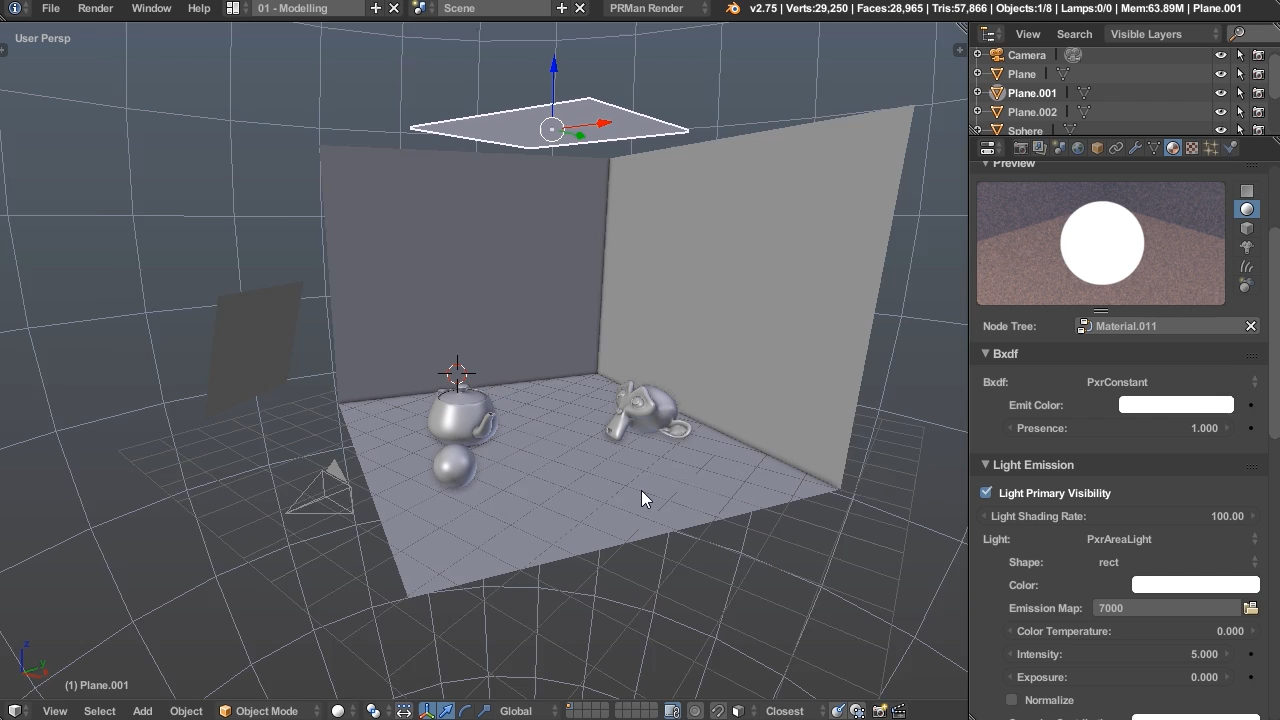 File Render Window Help 01 - Modelling Scene PRMan Render v2.75 | Verts:29,250 | Faces:28,965 | Tris:57,866 | Objects:1/8 | Lamps:0/0 | Mem:63.89M | Plane.001
User Persp
View Search Visible Layers
Camera
Plane
Plane.001
Plane.002
Sphere
Preview
Node Tree: Material.011
Bxdf
Bxdf: PxrConstant
Emit Color:
Presence: 1.000
Light Emission
Light Primary Visibility
Light Shading Rate: 100.00
Light: PxrAreaLight
Shape: rect
Color:
Emission Map: 7000
Color Temperature: 0.000
Intensity: 5.000
Exposure: 0.000
Normalize
z
y
(1) Plane.001
View Select Add Object Object Mode Global Closest